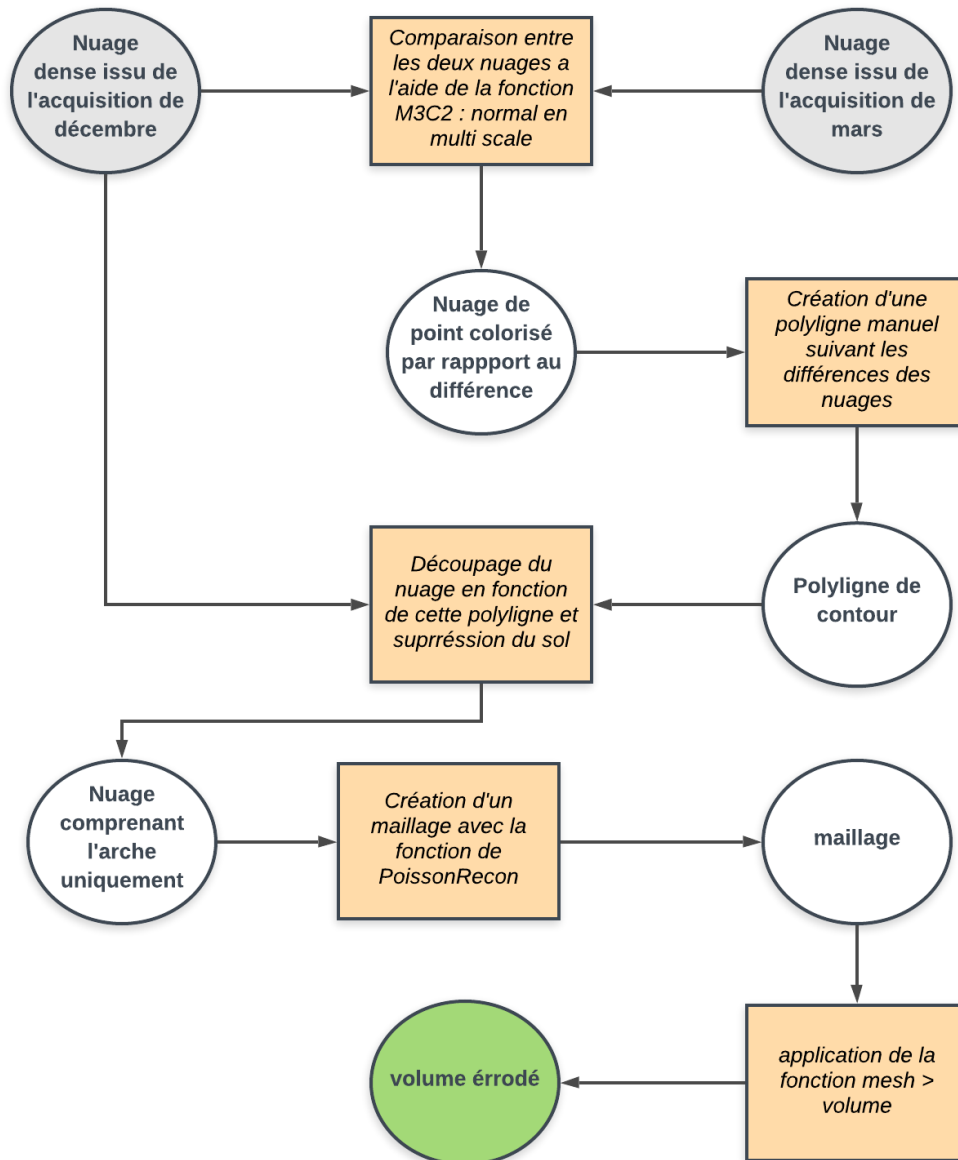 Nuage
dense issu de
l'acquisition de
décembre
Comparaison entre
les deux nuages a
l'aide de la fonction
M3C2 : normal en
multi scale
Nuage
dense issu de
l'acquisition de
mars
Nuage de
point colorisé
par rappport au
différence
Création d'une
polyligne manuel
suivant les
différences des
nuages
Découpage du
nuage en fonction
de cette polyligne et
suprréssion du sol
Polyligne de
contour
Nuage
comprenant
l'arche
uniquement
Création d'un
maillage avec la
fonction de
PoissonRecon
maillage
volume érrodé
application de la
fonction mesh >
volume